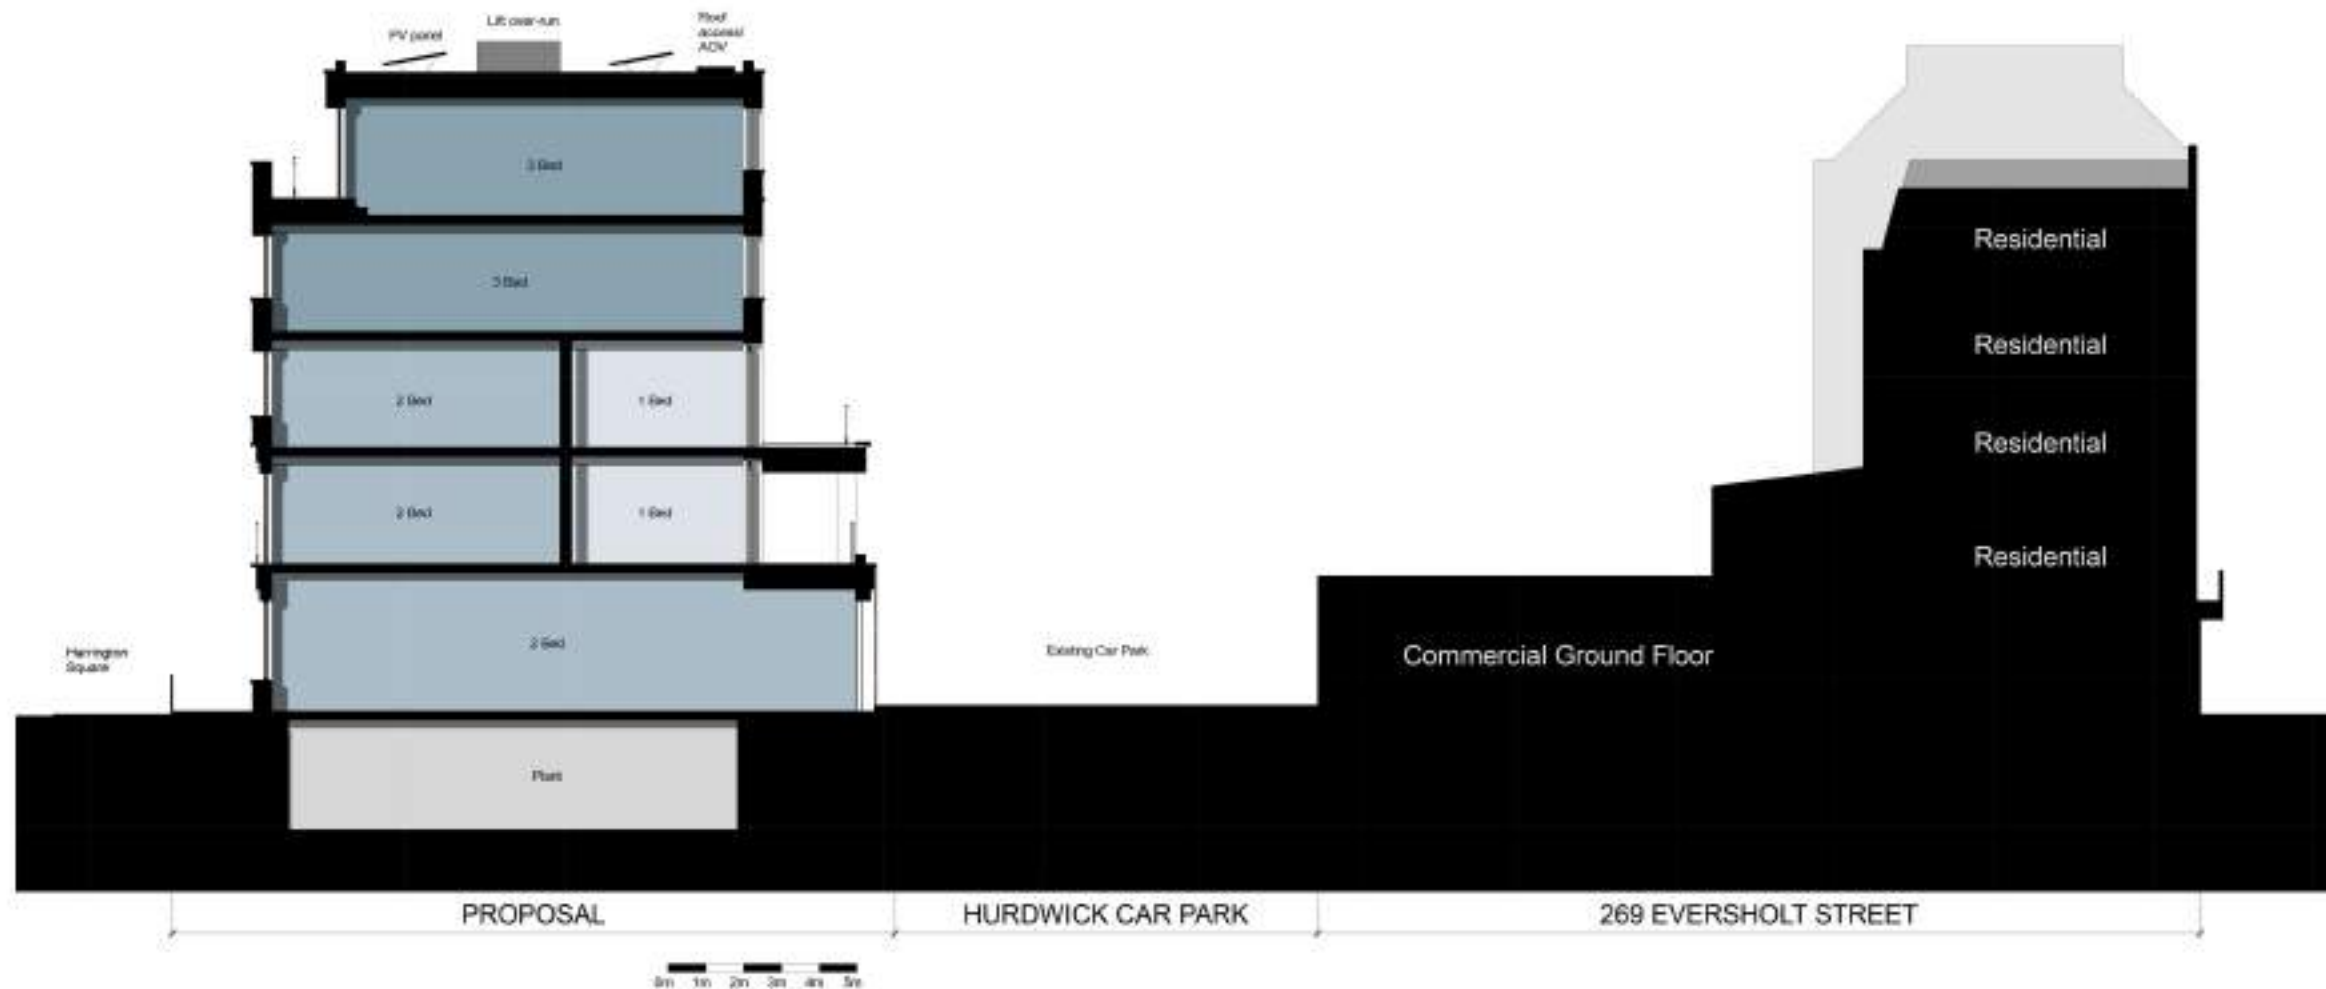 PV panel
Lift over-run
Roof
access/
AOV
3 Bed
3 Bed
2 Bed
1 Bed
2 Bed
1 Bed
2 Bed
Plant
Harrington
Square
Existing Car Park
Commercial Ground Floor
Residential
Residential
Residential
Residential
PROPOSAL
HURDWICK CAR PARK
269 EVERSHOLT STREET
0m 1m 2m 3m 4m 5m